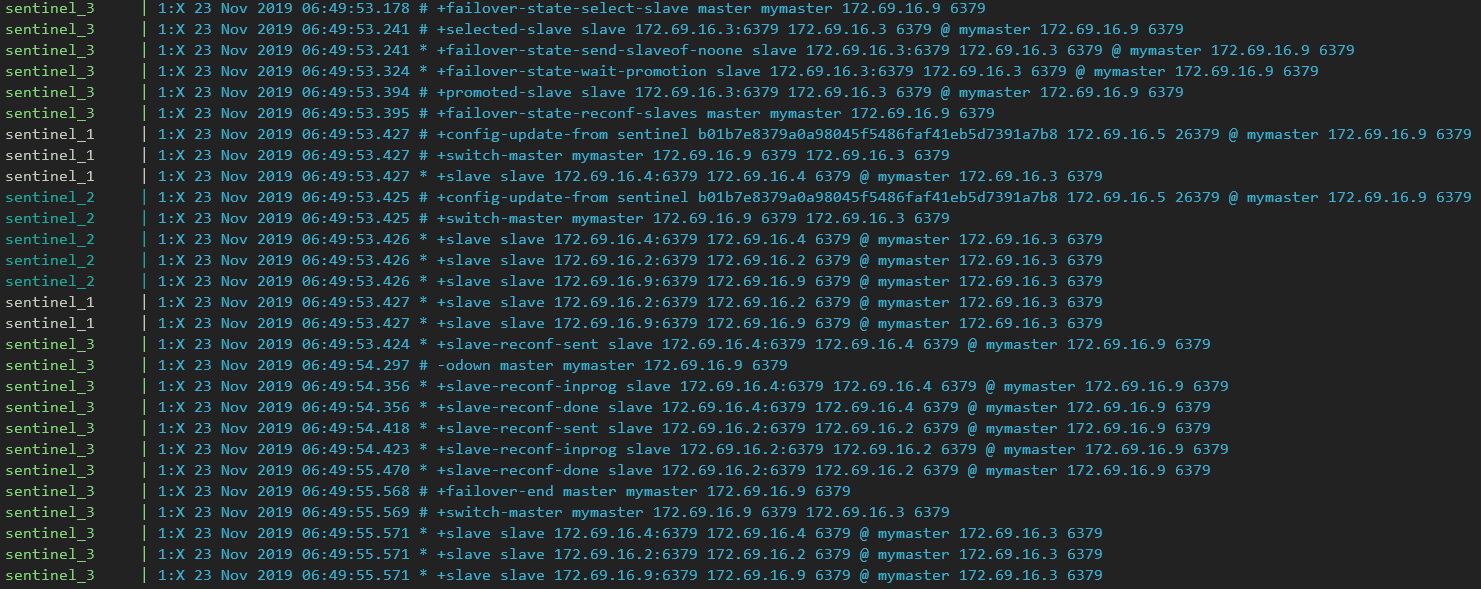 sentinel_3 | 1:X 23 Nov 2019 06:49:53.178 # +failover-state-select-slave master mymaster 172.69.16.9 6379
sentinel_3 | 1:X 23 Nov 2019 06:49:53.241 # +selected-slave slave 172.69.16.3:6379 172.69.16.3 6379 @ mymaster 172.69.16.9 6379
sentinel_3 | 1:X 23 Nov 2019 06:49:53.241 * +failover-state-send-slaveof-noone slave 172.69.16.3:6379 172.69.16.3 6379 @ mymaster 172.69.16.9 6379
sentinel_3 | 1:X 23 Nov 2019 06:49:53.324 * +failover-state-wait-promotion slave 172.69.16.3:6379 172.69.16.3 6379 @ mymaster 172.69.16.9 6379
sentinel_3 | 1:X 23 Nov 2019 06:49:53.394 # +promoted-slave slave 172.69.16.3:6379 172.69.16.3 6379 @ mymaster 172.69.16.9 6379
sentinel_3 | 1:X 23 Nov 2019 06:49:53.395 # +failover-state-reconf-slaves master mymaster 172.69.16.9 6379
sentinel_1 | 1:X 23 Nov 2019 06:49:53.427 # +config-update-from sentinel b01b7e8379a0a98045f5486faf41eb5d7391a7b8 172.69.16.5 26379 @ mymaster 172.69.16.9 6379
sentinel_1 | 1:X 23 Nov 2019 06:49:53.427 # +switch-master mymaster 172.69.16.9 6379 172.69.16.3 6379
sentinel_1 | 1:X 23 Nov 2019 06:49:53.427 * +slave slave 172.69.16.4:6379 172.69.16.4 6379 @ mymaster 172.69.16.3 6379
sentinel_2 | 1:X 23 Nov 2019 06:49:53.425 # +config-update-from sentinel b01b7e8379a0a98045f5486faf41eb5d7391a7b8 172.69.16.5 26379 @ mymaster 172.69.16.9 6379
sentinel_2 | 1:X 23 Nov 2019 06:49:53.425 # +switch-master mymaster 172.69.16.9 6379 172.69.16.3 6379
sentinel_2 | 1:X 23 Nov 2019 06:49:53.426 * +slave slave 172.69.16.4:6379 172.69.16.4 6379 @ mymaster 172.69.16.3 6379
sentinel_2 | 1:X 23 Nov 2019 06:49:53.426 * +slave slave 172.69.16.2:6379 172.69.16.2 6379 @ mymaster 172.69.16.3 6379
sentinel_2 | 1:X 23 Nov 2019 06:49:53.426 * +slave slave 172.69.16.9:6379 172.69.16.9 6379 @ mymaster 172.69.16.3 6379
sentinel_1 | 1:X 23 Nov 2019 06:49:53.427 * +slave slave 172.69.16.2:6379 172.69.16.2 6379 @ mymaster 172.69.16.3 6379
sentinel_1 | 1:X 23 Nov 2019 06:49:53.427 * +slave slave 172.69.16.9:6379 172.69.16.9 6379 @ mymaster 172.69.16.3 6379
sentinel_3 | 1:X 23 Nov 2019 06:49:53.424 * +slave-reconf-sent slave 172.69.16.4:6379 172.69.16.4 6379 @ mymaster 172.69.16.9 6379
sentinel_3 | 1:X 23 Nov 2019 06:49:54.297 # -odown master mymaster 172.69.16.9 6379
sentinel_3 | 1:X 23 Nov 2019 06:49:54.356 * +slave-reconf-inprog slave 172.69.16.4:6379 172.69.16.4 6379 @ mymaster 172.69.16.9 6379
sentinel_3 | 1:X 23 Nov 2019 06:49:54.356 * +slave-reconf-done slave 172.69.16.4:6379 172.69.16.4 6379 @ mymaster 172.69.16.9 6379
sentinel_3 | 1:X 23 Nov 2019 06:49:54.418 * +slave-reconf-sent slave 172.69.16.2:6379 172.69.16.2 6379 @ mymaster 172.69.16.9 6379
sentinel_3 | 1:X 23 Nov 2019 06:49:54.423 * +slave-reconf-inprog slave 172.69.16.2:6379 172.69.16.2 6379 @ mymaster 172.69.16.9 6379
sentinel_3 | 1:X 23 Nov 2019 06:49:55.470 * +slave-reconf-done slave 172.69.16.2:6379 172.69.16.2 6379 @ mymaster 172.69.16.9 6379
sentinel_3 | 1:X 23 Nov 2019 06:49:55.568 # +failover-end master mymaster 172.69.16.9 6379
sentinel_3 | 1:X 23 Nov 2019 06:49:55.569 # +switch-master mymaster 172.69.16.9 6379 172.69.16.3 6379
sentinel_3 | 1:X 23 Nov 2019 06:49:55.571 * +slave slave 172.69.16.4:6379 172.69.16.4 6379 @ mymaster 172.69.16.3 6379
sentinel_3 | 1:X 23 Nov 2019 06:49:55.571 * +slave slave 172.69.16.2:6379 172.69.16.2 6379 @ mymaster 172.69.16.3 6379
sentinel_3 | 1:X 23 Nov 2019 06:49:55.571 * +slave slave 172.69.16.9:6379 172.69.16.9 6379 @ mymaster 172.69.16.3 6379